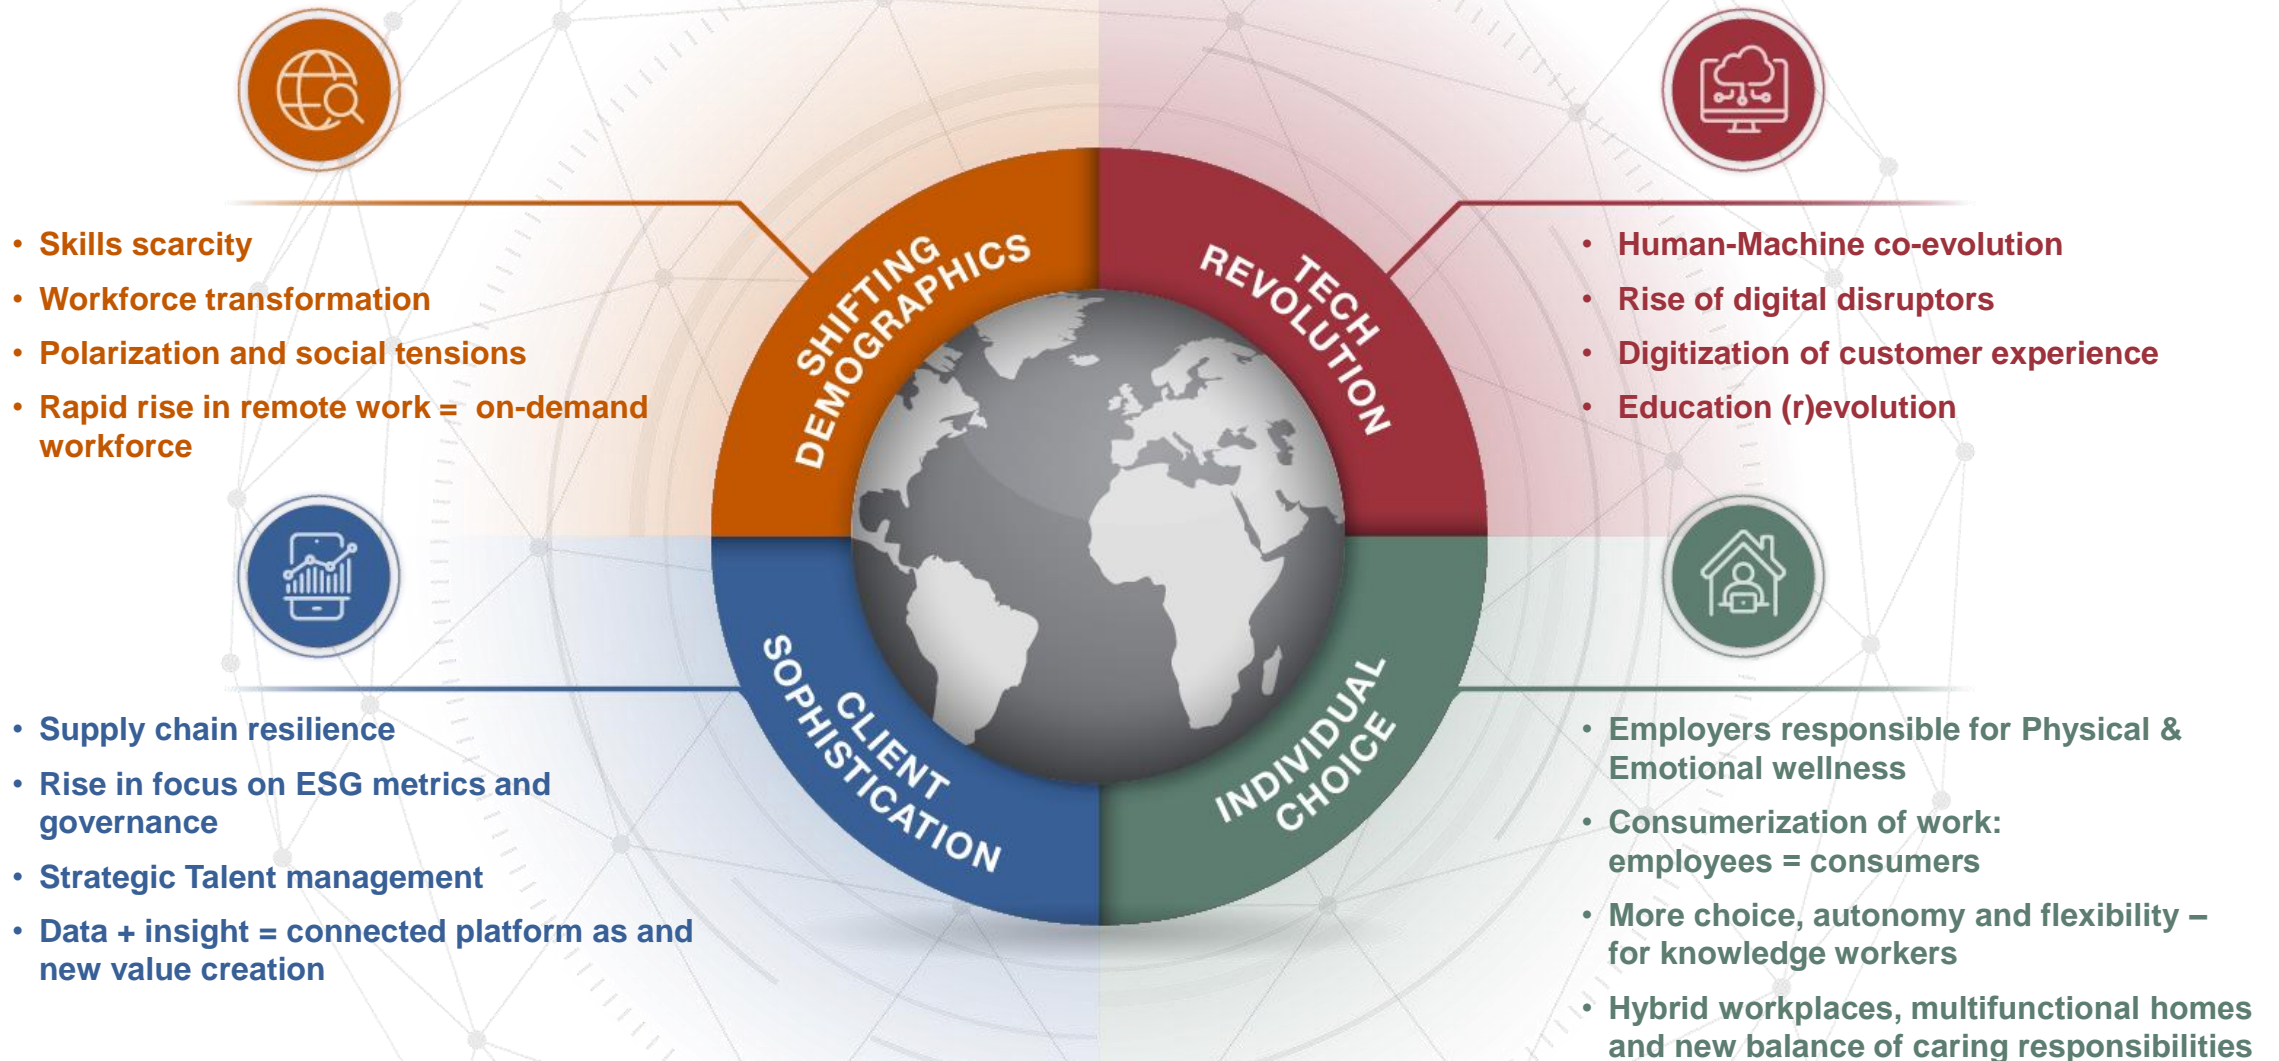 SHIFTING
DEMOGRAPHICS
• Skills scarcity
• Workforce transformation
• Polarization and social tensions
• Rapid rise in remote work =  on-demand
workforce
TECH
REVOLUTION
• Human-Machine co-evolution
• Rise of digital disruptors
• Digitization of customer experience
• Education (r)evolution
CLIENT
SOPHISTICATION
• Supply chain resilience
• Rise in focus on ESG metrics and
governance
• Strategic Talent management
• Data + insight = connected platform as and
new value creation
INDIVIDUAL
CHOICE
• Employers responsible for Physical &
Emotional wellness
• Consumerization of work:
employees = consumers
• More choice, autonomy and flexibility –
for knowledge workers
• Hybrid workplaces, multifunctional homes
and new balance of caring responsibilities